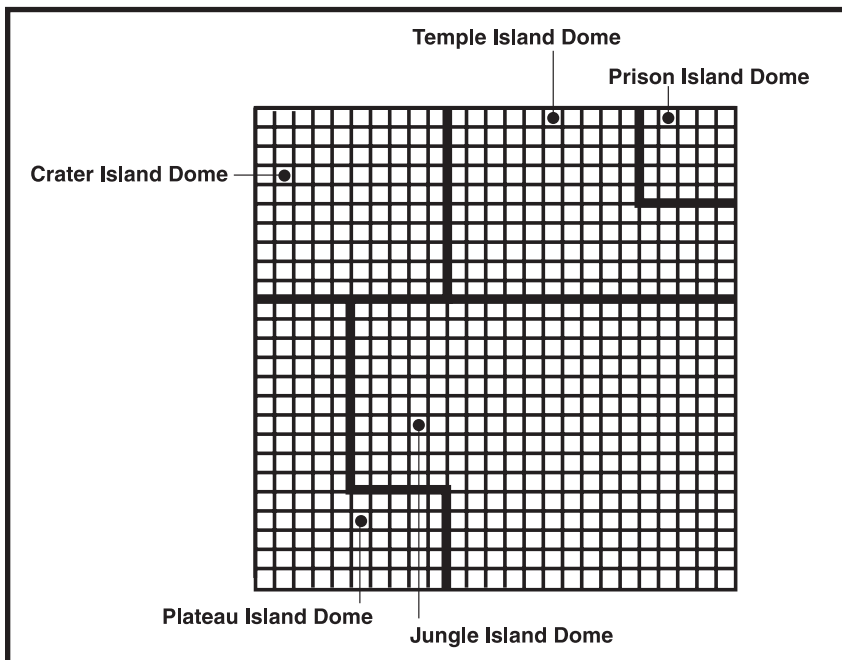 Temple Island Dome
Prison Island Dome
Crater Island Dome
Plateau Island Dome
Jungle Island Dome